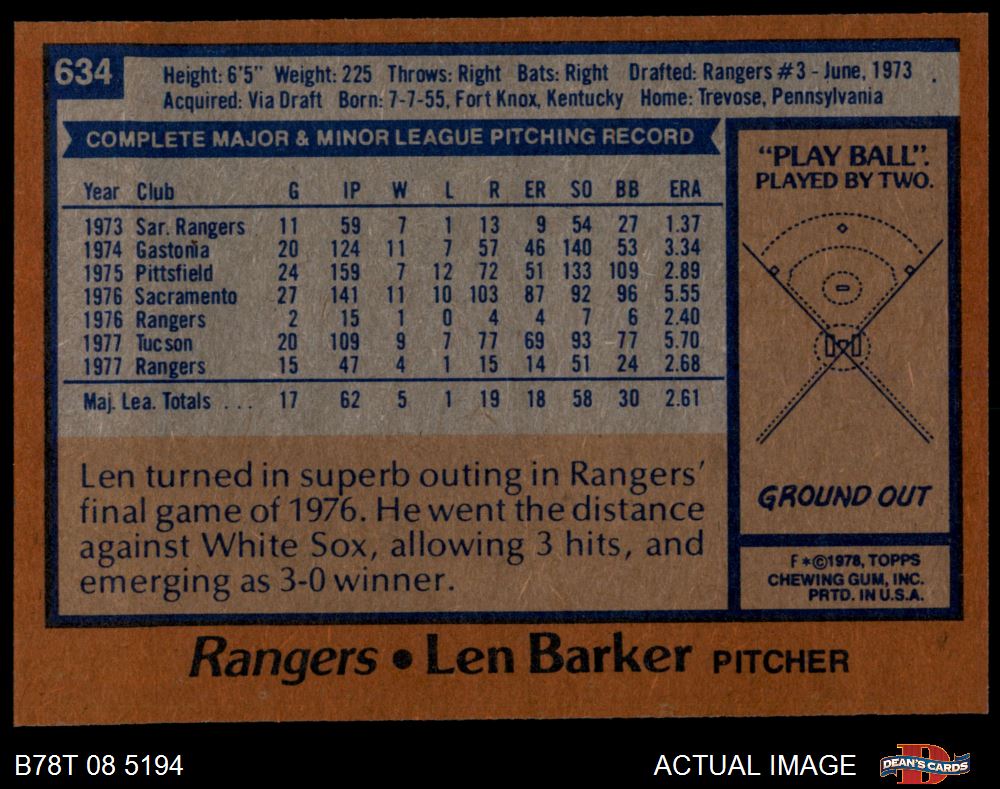 634
Height: 6'5" Weight: 225 Throws: Right Bats: Right Drafted: Rangers #3 - June, 1973
Acquired: Via Draft Born: 7-7-55, Fort Knox, Kentucky Home: Trevose, Pennsylvania
COMPLETE MAJOR & MINOR LEAGUE PITCHING RECORD
Year Club G IP W L R ER SO BB ERA
1973 Sar. Rangers 11 59 7 1 13 9 54 27 1.37
1974 Gastonia 20 124 11 7 57 46 140 53 3.34
1975 Pittsfield 24 159 7 12 72 51 133 109 2.89
1976 Sacramento 27 141 11 10 103 87 92 96 5.55
1976 Rangers 2 15 1 0 4 4 7 6 2.40
1977 Tucson 20 109 9 7 77 69 93 77 5.70
1977 Rangers 15 47 4 1 15 14 51 24 2.68
Maj. Lea. Totals ... 17 62 5 1 19 18 58 30 2.61
Len turned in superb outing in Rangers'
final game of 1976. He went the distance
against White Sox, allowing 3 hits, and
emerging as 3-0 winner.
"PLAY BALL".
PLAYED BY TWO.
GROUND OUT
F*©1978, TOPPS
CHEWING GUM, INC.
PRTD. IN U.S.A.
Rangers • Len Barker PITCHER
B78T 08 5194
ACTUAL IMAGE
DEAN'S CARDS